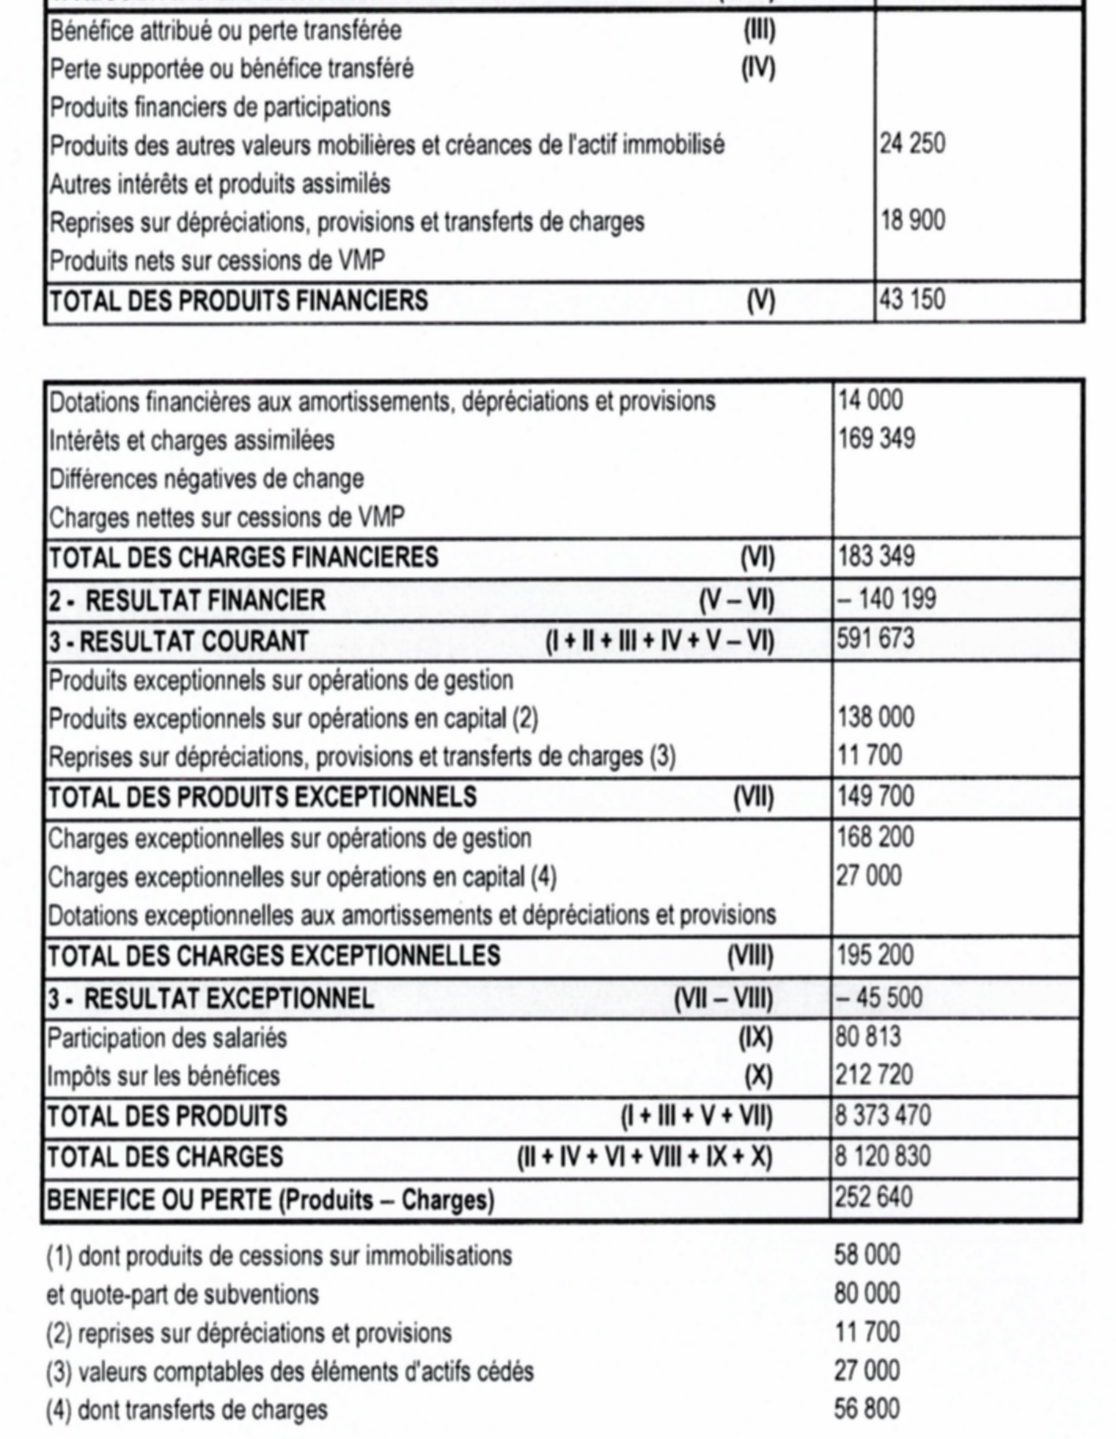 Bénéfice attribué ou perte transférée (III)
Perte supportée ou bénéfice transféré (IV)
Produits financiers de participations
Produits des autres valeurs mobilières et créances de l'actif immobilisé 24 250
Autres intérêts et produits assimilés
Reprises sur dépréciations, provisions et transferts de charges 18 900
Produits nets sur cessions de VMP
TOTAL DES PRODUITS FINANCIERS (V) 43 150
Dotations financières aux amortissements, dépréciations et provisions 14 000
Intérêts et charges assimilées 169 349
Différences négatives de change
Charges nettes sur cessions de VMP
TOTAL DES CHARGES FINANCIERES (VI) 183 349
2 - RESULTAT FINANCIER (V – VI) – 140 199
3 - RESULTAT COURANT (I + II + III + IV + V – VI) 591 673
Produits exceptionnels sur opérations de gestion
Produits exceptionnels sur opérations en capital (2) 138 000
Reprises sur dépréciations, provisions et transferts de charges (3) 11 700
TOTAL DES PRODUITS EXCEPTIONNELS (VII) 149 700
Charges exceptionnelles sur opérations de gestion 168 200
Charges exceptionnelles sur opérations en capital (4) 27 000
Dotations exceptionnelles aux amortissements et dépréciations et provisions
TOTAL DES CHARGES EXCEPTIONNELLES (VIII) 195 200
3 - RESULTAT EXCEPTIONNEL (VII – VIII) – 45 500
Participation des salariés (IX) 80 813
Impôts sur les bénéfices (X) 212 720
TOTAL DES PRODUITS (I + III + V + VII) 8 373 470
TOTAL DES CHARGES (II + IV + VI + VIII + IX + X) 8 120 830
BENEFICE OU PERTE (Produits – Charges) 252 640
(1) dont produits de cessions sur immobilisations 58 000
et quote-part de subventions 80 000
(2) reprises sur dépréciations et provisions 11 700
(3) valeurs comptables des éléments d'actifs cédés 27 000
(4) dont transferts de charges 56 800